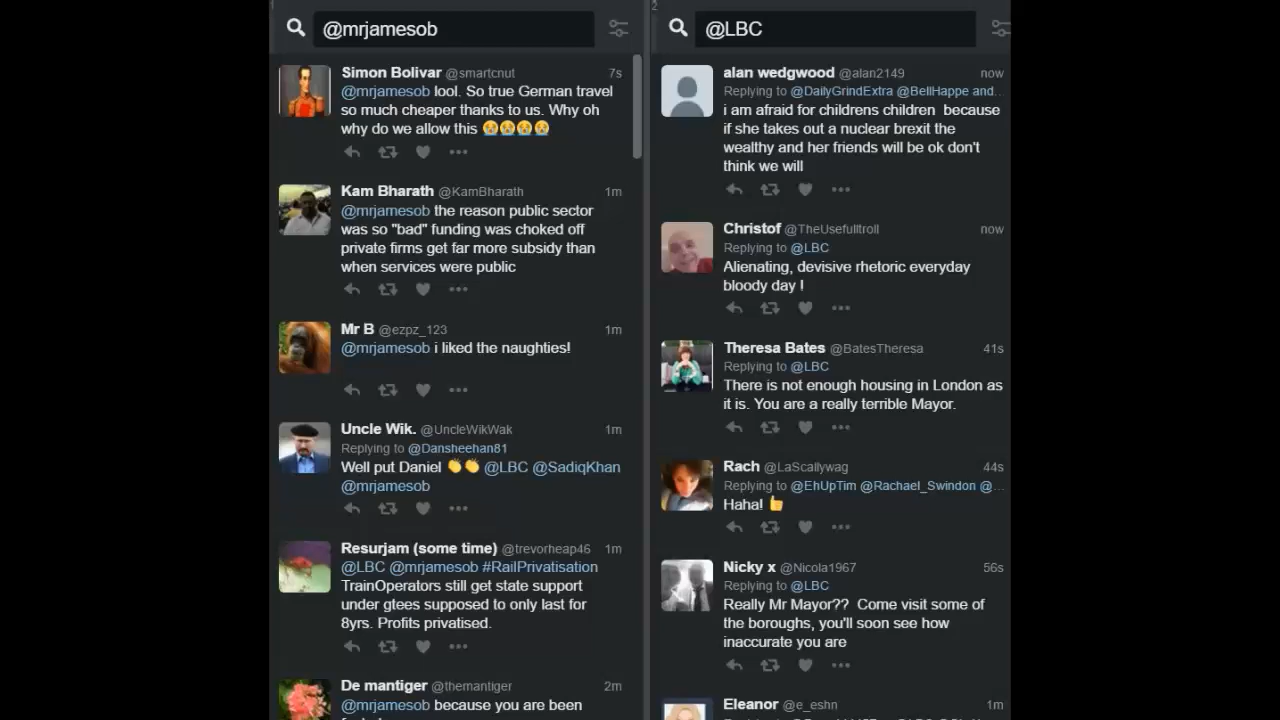 1
@mrjamesob
Simon Bolivar @smartcnut 7s
@mrjamesob lool. So true German travel
so much cheaper thanks to us. Why oh
why do we allow this 😭😭😭😭
Kam Bharath @KamBharath 1m
@mrjamesob the reason public sector
was so "bad" funding was choked off
private firms get far more subsidy than
when services were public
Mr B @ezpz_123 1m
@mrjamesob i liked the naughties!
Uncle Wik. @UncleWikWak 1m
Replying to @Dansheehan81
Well put Daniel 👏👏 @LBC @SadiqKhan
@mrjamesob
Resurjam (some time) @trevorheap46 1m
@LBC @mrjamesob #RailPrivatisation
TrainOperators still get state support
under gtees supposed to only last for
8yrs. Profits privatised.
De mantiger @themantiger 2m
@mrjamesob because you are been
2
@LBC
alan wedgwood @alan2149 now
Replying to @DailyGrindExtra @BellHappe and...
i am afraid for childrens children because
if she takes out a nuclear brexit the
wealthy and her friends will be ok don't
think we will
Christof @TheUsefulltroll now
Replying to @LBC
Alienating, devisive rhetoric everyday
bloody day !
Theresa Bates @BatesTheresa 41s
Replying to @LBC
There is not enough housing in London as
it is. You are a really terrible Mayor.
Rach @LaScallywag 44s
Replying to @EhUpTim @Rachael_Swindon @...
Haha! 👍
Nicky x @Nicola1967 56s
Replying to @LBC
Really Mr Mayor?? Come visit some of
the boroughs, you'll soon see how
inaccurate you are
Eleanor @e_eshn 1m